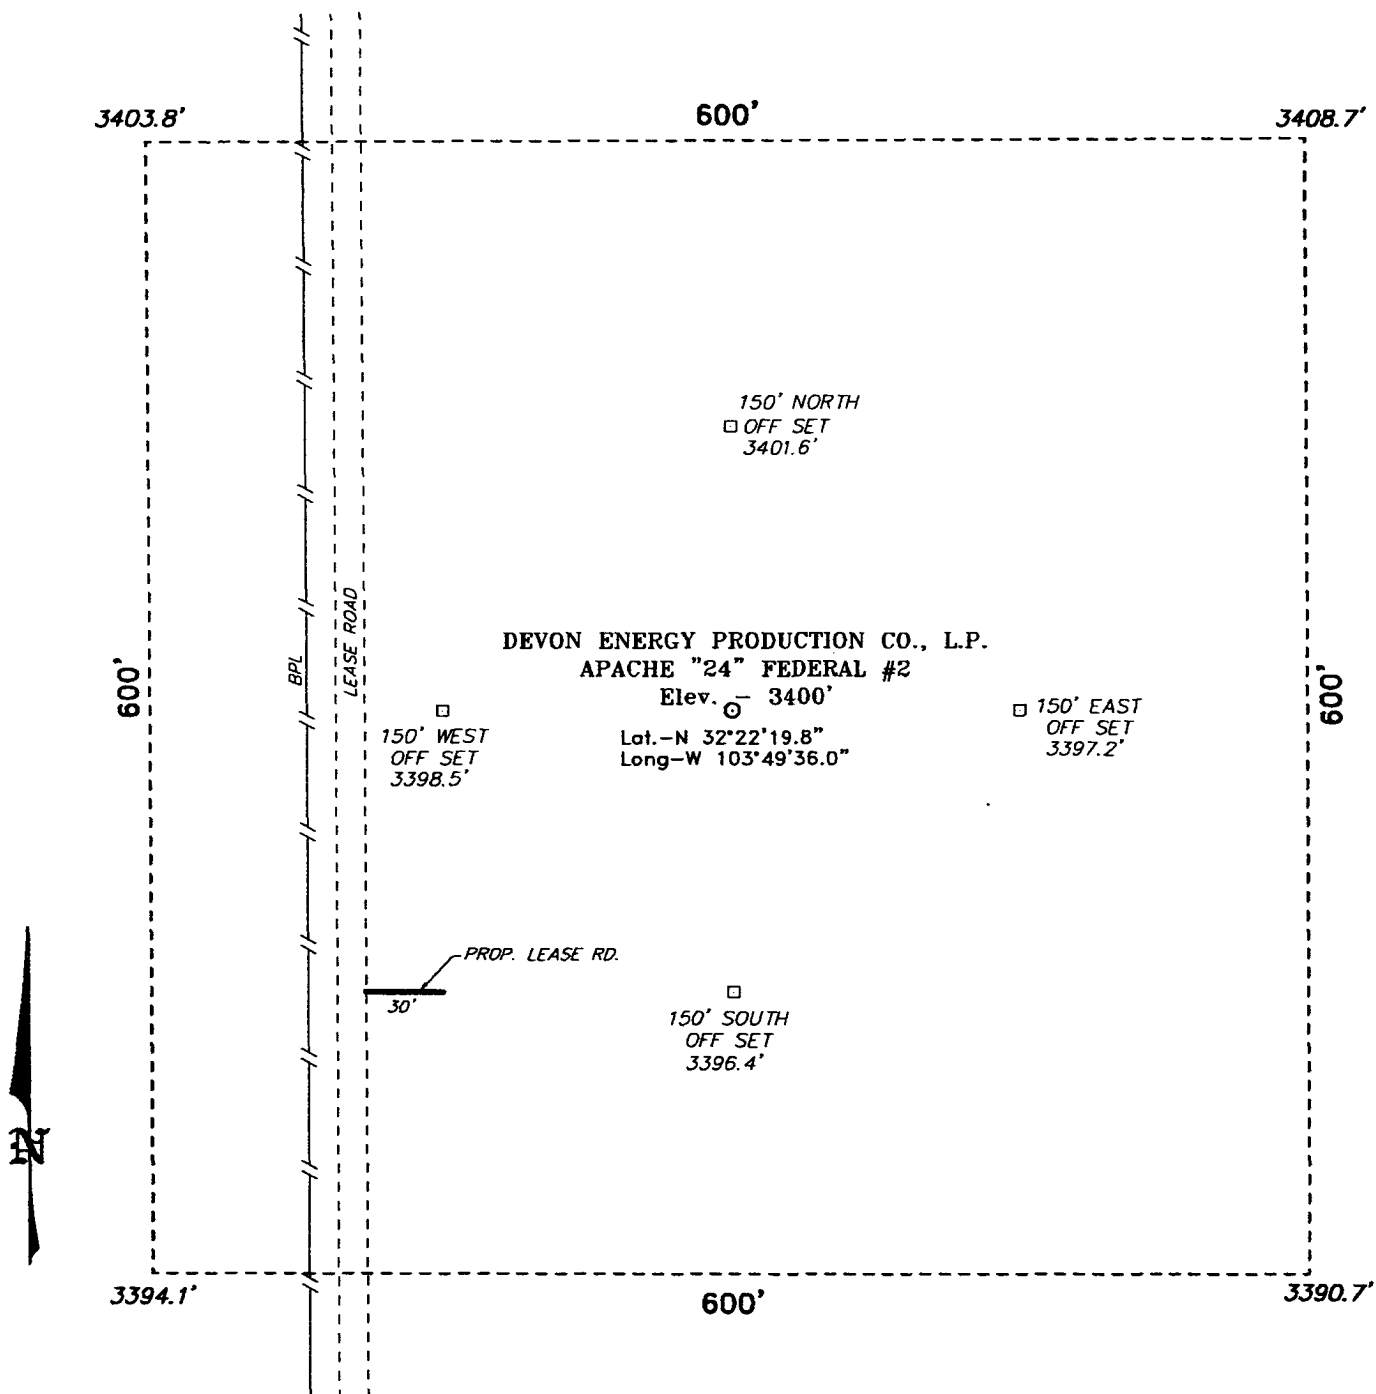 3403.8'
600'
3408.7'
150' NORTH
OFF SET
3401.6'
LEASE ROAD
BPL
600'
DEVON ENERGY PRODUCTION CO., L.P.
APACHE "24" FEDERAL #2
Elev. - 3400'
Lat.-N 32°22'19.8"
Long-W 103°49'36.0"
150' WEST
OFF SET
3398.5'
150' EAST
OFF SET
3397.2'
600'
PROP. LEASE RD.
30'
150' SOUTH
OFF SET
3396.4'
N
3394.1'
600'
3390.7'